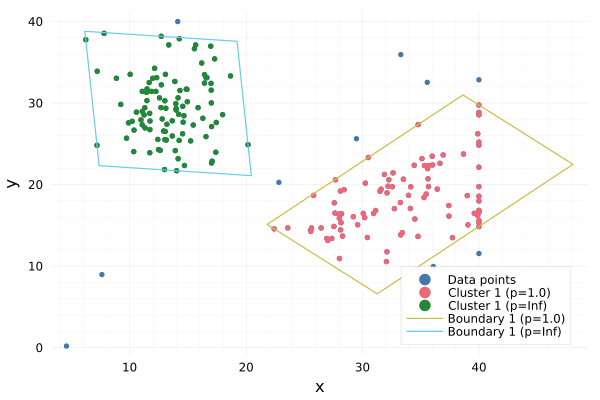 40
30
20
10
0
y
10
20
30
40
x
Data points
Cluster 1 (p=1.0)
Cluster 1 (p=Inf)
Boundary 1 (p=1.0)
Boundary 1 (p=Inf)